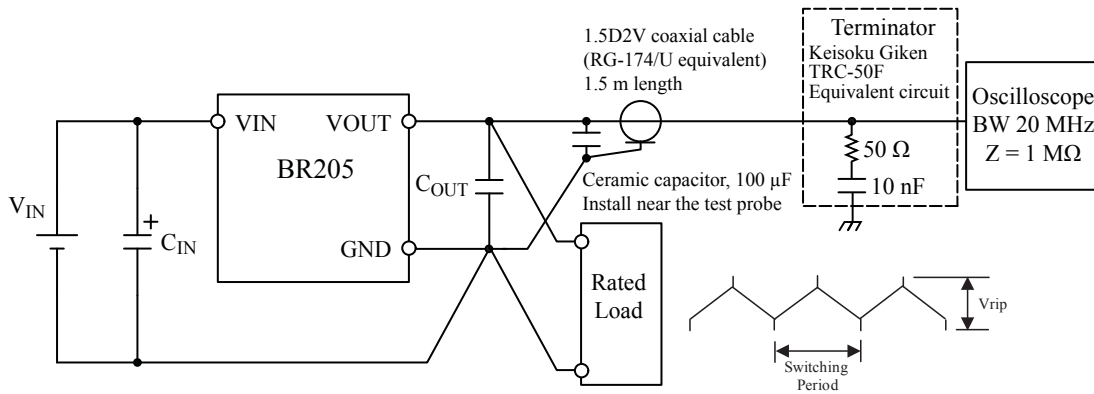 1.5D2V coaxial cable
(RG-174/U equivalent)
1.5 m length
Terminator
Keisoku Giken
TRC-50F
Equivalent circuit
Oscilloscope
BW 20 MHz
Z = 1 MΩ
VIN
VOUT
BR205
GND
VIN
CIN
+
COUT
50 Ω
10 nF
Ceramic capacitor, 100 µF
Install near the test probe
Rated
Load
Vrip
Switching
Period